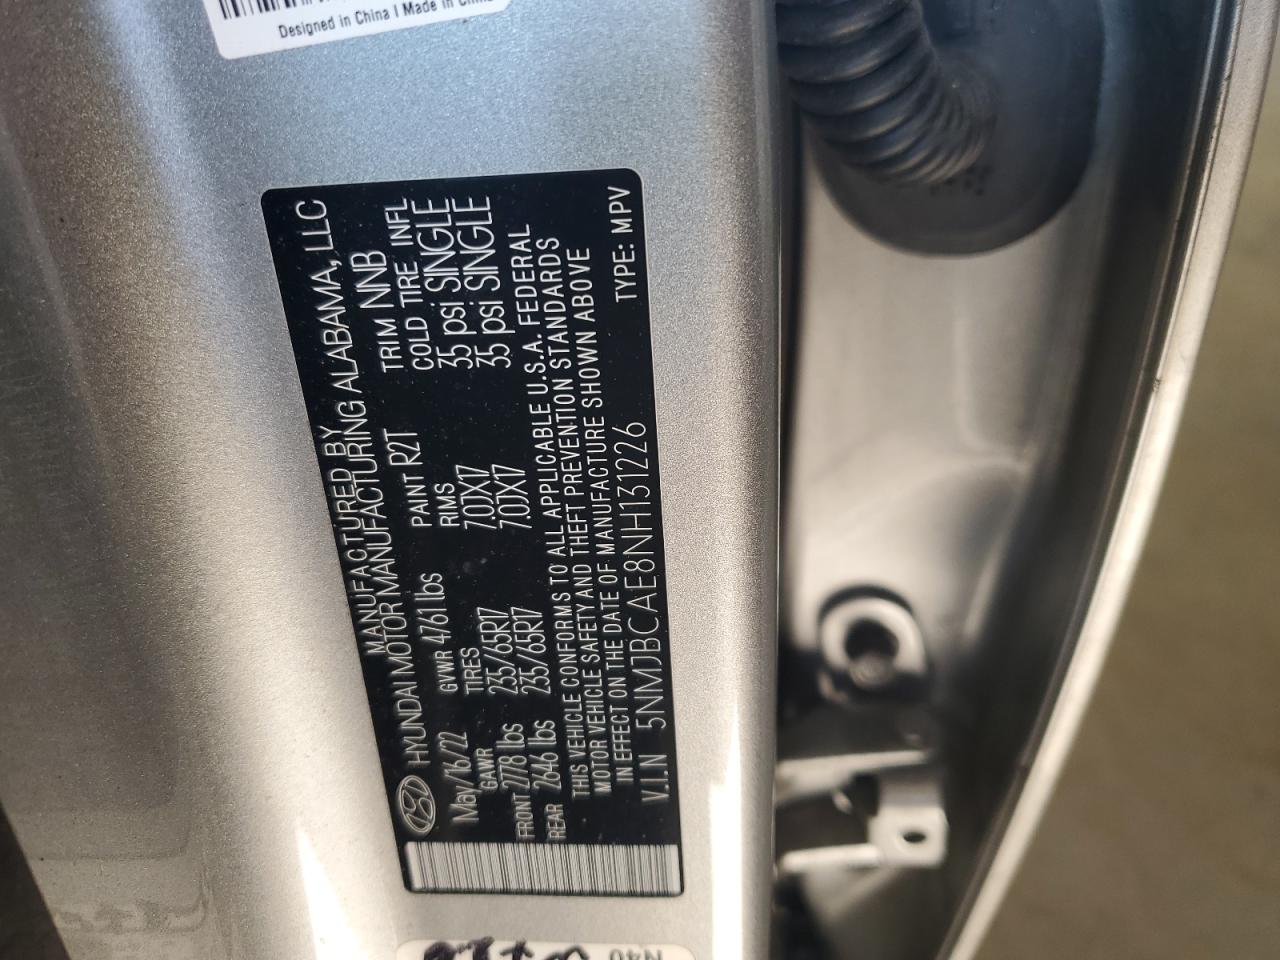 Designed in China I Made in China
MANUFACTURED BY
HYUNDAI MOTOR MANUFACTURING ALABAMA, LLC
May/16/22 GVWR 4761 lbs PAINT R2T TRIM NNB
GAWR TIRES RIMS COLD TIRE INFL
FRONT 2778 lbs 235/65R17 7.0JX17 35 psi SINGLE
REAR 2646 lbs 235/65R17 7.0JX17 35 psi SINGLE
THIS VEHICLE CONFORMS TO ALL APPLICABLE U.S.A. FEDERAL
MOTOR VEHICLE SAFETY AND THEFT PREVENTION STANDARDS
IN EFFECT ON THE DATE OF MANUFACTURE SHOWN ABOVE
V.I.N 5NMJBCAE8NH131226 TYPE: MPV
N40